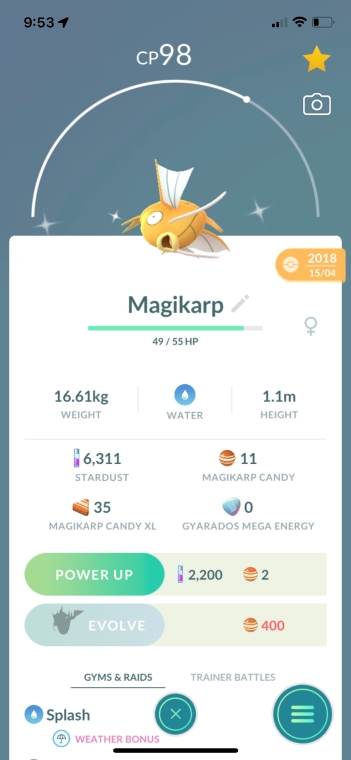 9:53
CP98
2018
15/04
Magikarp
49 / 55 HP
16.61kg
WEIGHT
WATER
1.1m
HEIGHT
6,311
STARDUST
11
MAGIKARP CANDY
35
MAGIKARP CANDY XL
0
GYARADOS MEGA ENERGY
POWER UP 2,200 2
EVOLVE 400
GYMS & RAIDS TRAINER BATTLES
Splash
WEATHER BONUS